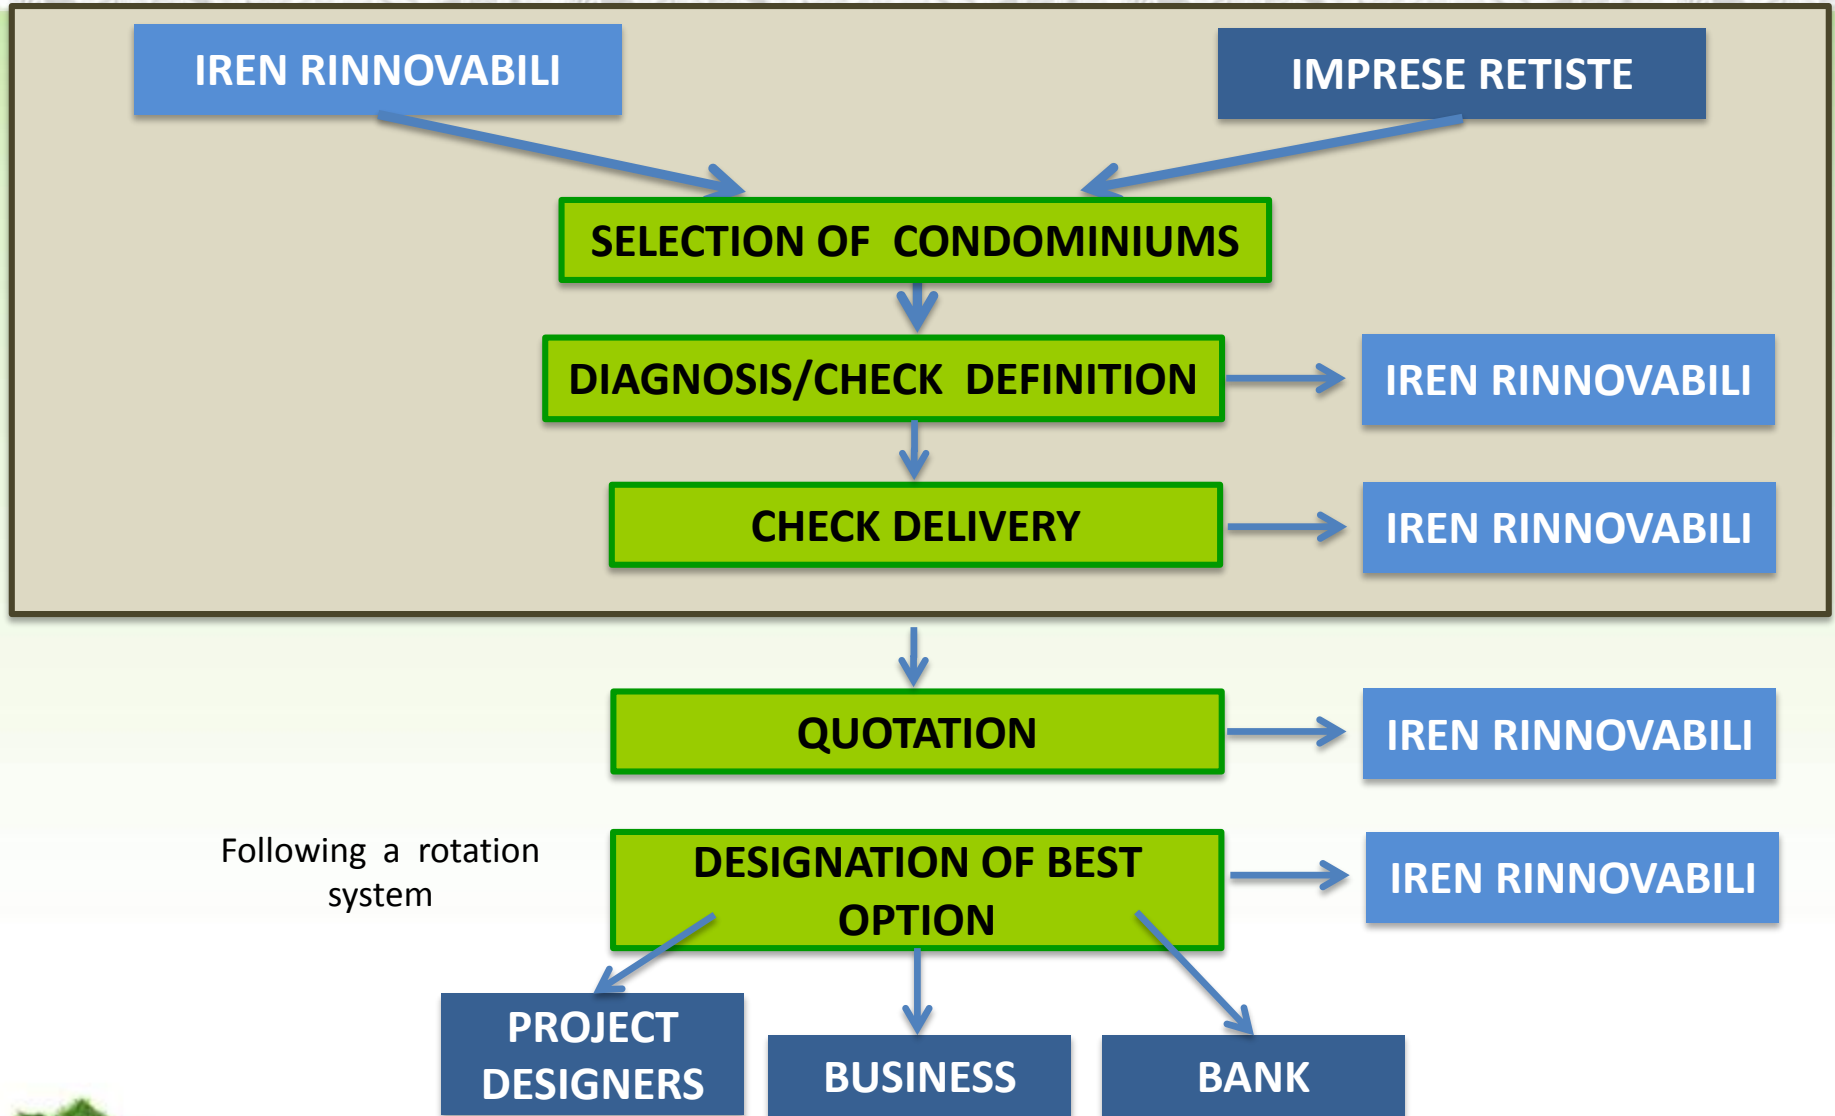 IREN RINNOVABILI
IMPRESE RETISTE
SELECTION OF CONDOMINIUMS
DIAGNOSIS/CHECK DEFINITION
IREN RINNOVABILI
CHECK DELIVERY
IREN RINNOVABILI
QUOTATION
IREN RINNOVABILI
Following a rotation
system
DESIGNATION OF BEST
OPTION
IREN RINNOVABILI
PROJECT
DESIGNERS
BUSINESS
BANK